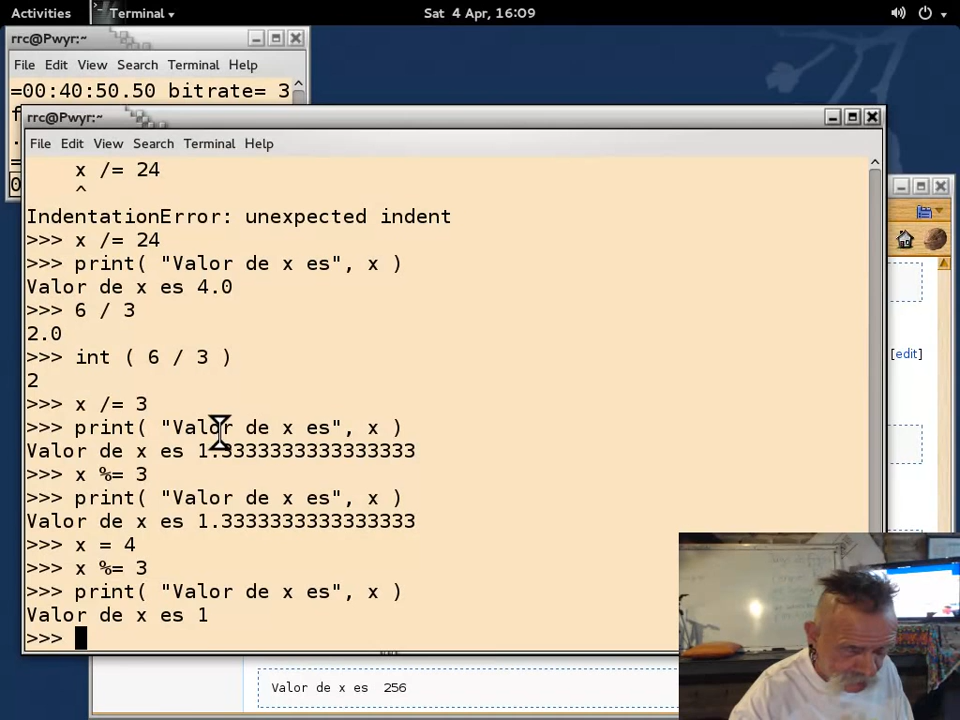 Activities Terminal Sat 4 Apr, 16:09
rrc@Pwyr:~
File Edit View Search Terminal Help
=00:40:50.50 bitrate= 3
rrc@Pwyr:~
File Edit View Search Terminal Help
x /= 24
^
IndentationError: unexpected indent
>>> x /= 24
>>> print( "Valor de x es", x )
Valor de x es 4.0
>>> 6 / 3
2.0
>>> int ( 6 / 3 )
2
>>> x /= 3
>>> print( "Valor de x es", x )
Valor de x es 1.3333333333333333
>>> x %= 3
>>> print( "Valor de x es", x )
Valor de x es 1.3333333333333333
>>> x = 4
>>> x %= 3
>>> print( "Valor de x es", x )
Valor de x es 1
>>>
[edit]
Valor de x es 256